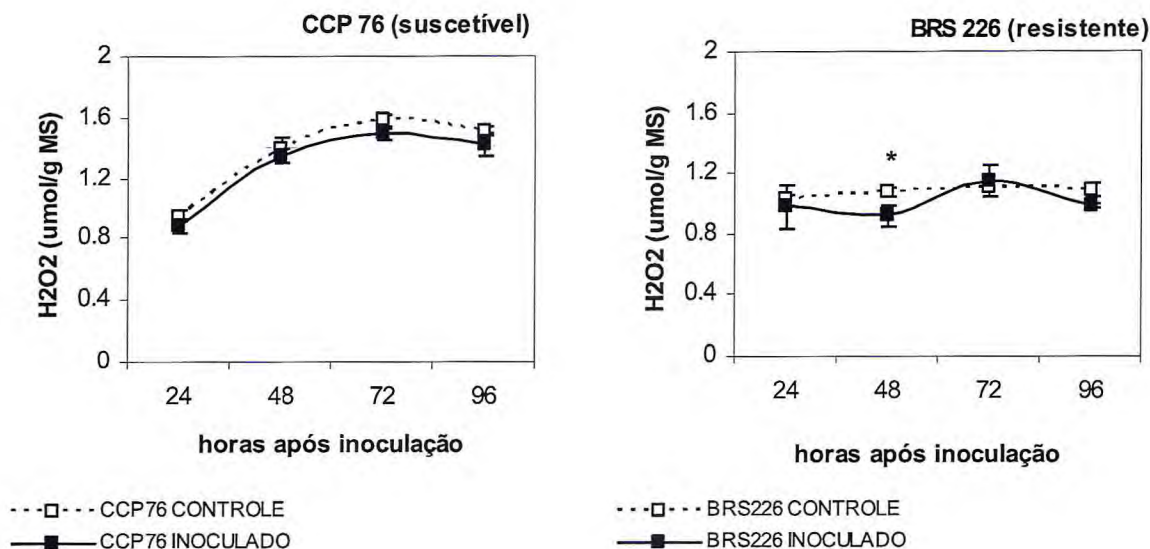 CCP 76 (suscetível)
2
1.6
1.2
0.8
0.4
0
H2O2 (umol/g MS)
24 48 72 96
horas após inoculação
CCP76 CONTROLE
CCP76 INOCULADO
BRS 226 (resistente)
2
1.6
1.2
0.8
0.4
0
H2O2 (umol/g MS)
*
24 48 72 96
horas após inoculação
BRS226 CONTROLE
BRS226 INOCULADO